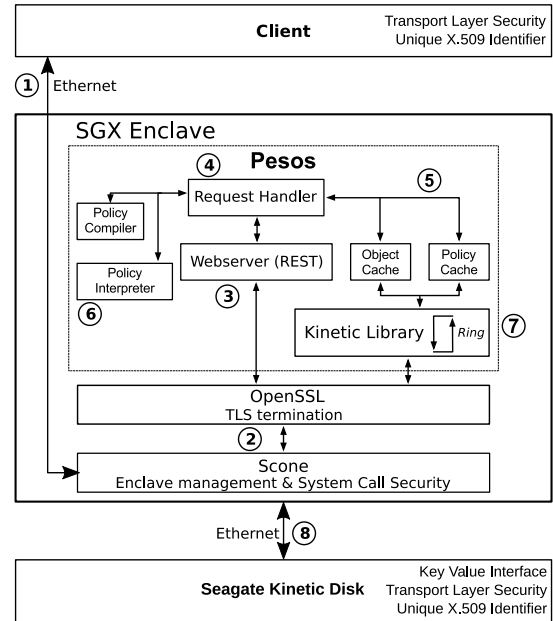 Client
Transport Layer Security
Unique X.509 Identifier
1
Ethernet
SGX Enclave
Pesos
4
5
Request Handler
Policy
Compiler
Policy
Interpreter
6
Webserver (REST)
3
Object
Cache
Policy
Cache
Kinetic Library
Ring
7
OpenSSL
TLS termination
2
Scone
Enclave management & System Call Security
Ethernet
8
Seagate Kinetic Disk
Key Value Interface
Transport Layer Security
Unique X.509 Identifier